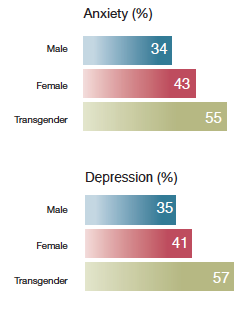 Anxiety (%)
Male 34
Female 43
Transgender 55
Depression (%)
Male 35
Female 41
Transgender 57